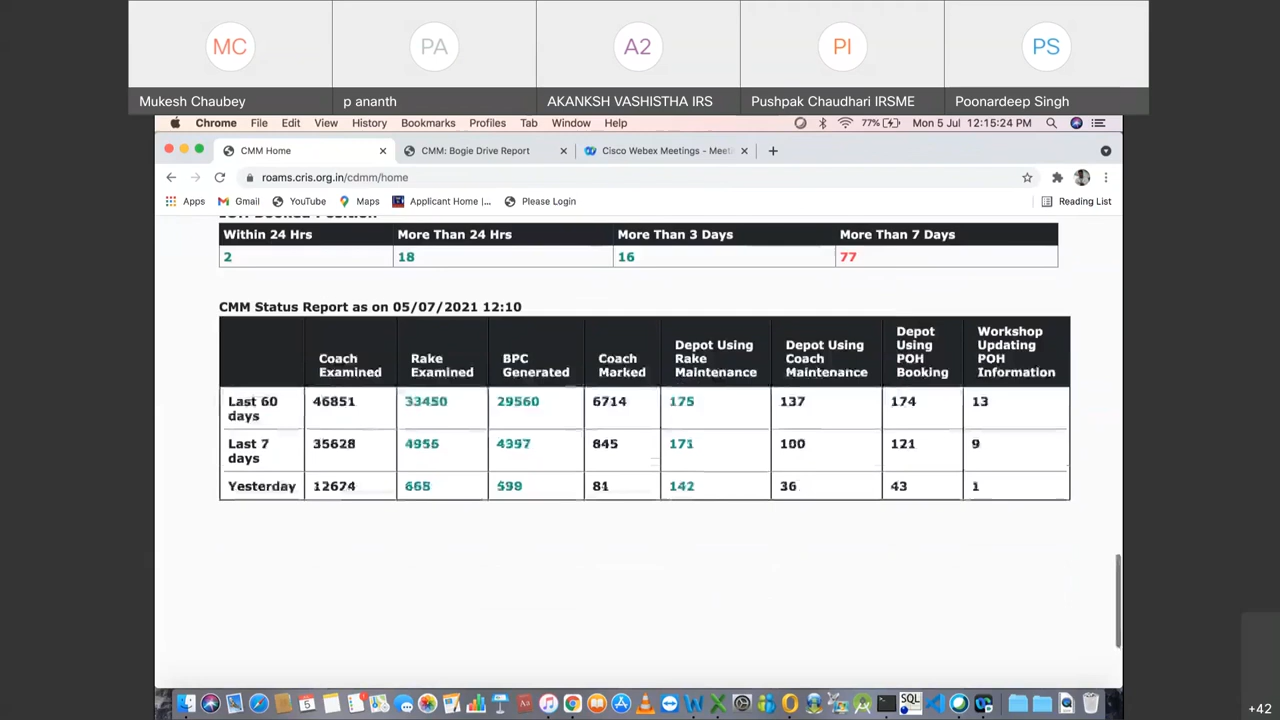 MC PA A2 PI PS
Mukesh Chaubey p ananth AKANKSH VASHISTHA IRS Pushpak Chaudhari IRSME Poonardeep Singh
Chrome File Edit View History Bookmarks Profiles Tab Window Help 77% Mon 5 Jul 12:15:24 PM
CMM Home CMM: Bogie Drive Report Cisco Webex Meetings - Meet
roams.cris.org.in/cdmm/home
Apps Gmail YouTube Maps Applicant Home |... Please Login Reading List
Booked Position
Within 24 Hrs More Than 24 Hrs More Than 3 Days More Than 7 Days
2 18 16 77
CMM Status Report as on 05/07/2021 12:10
Coach Examined Rake Examined BPC Generated Coach Marked Depot Using Rake Maintenance Depot Using Coach Maintenance Depot Using POH Booking Workshop Updating POH Information
Last 60 days 46851 33450 29560 6714 175 137 174 13
Last 7 days 35628 4956 4397 845 171 100 121 9
Yesterday 12674 665 599 81 142 36 43 1
SQL
+42